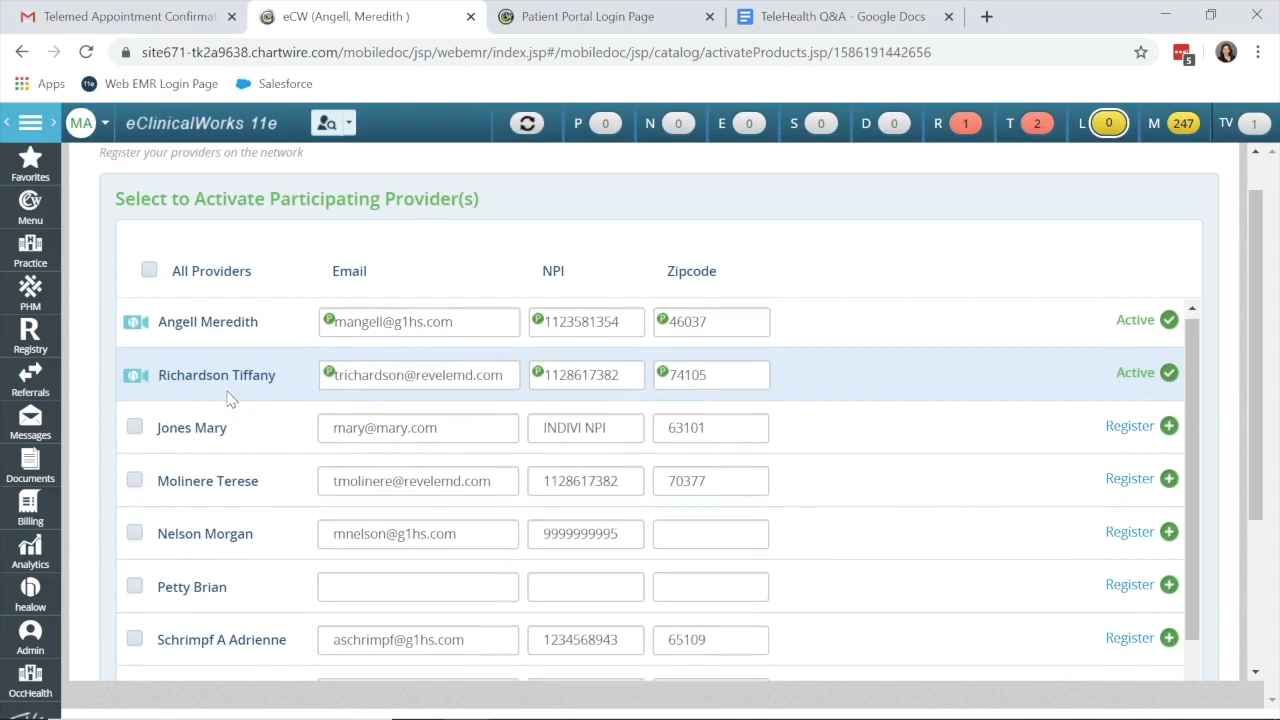 Telemed Appointment Confirmat
eCW (Angell, Meredith )
Patient Portal Login Page
TeleHealth Q&A - Google Docs
site671-tk2a9638.chartwire.com/mobiledoc/jsp/webemr/index.jsp#/mobiledoc/jsp/catalog/activateProducts.jsp/1586191442656
5
Apps
11e Web EMR Login Page
Salesforce
MA
eClinicalWorks 11e
P 0
N 0
E 0
S 0
D 0
R 1
T 2
L 0
M 247
TV 1
Favorites
Menu
Practice
PHM
R
Registry
Referrals
Messages
Documents
Billing
Analytics
healow
Admin
OccHealth
Register your providers on the network
Select to Activate Participating Provider(s)
All Providers Email NPI Zipcode
Angell Meredith P mangell@g1hs.com P 1123581354 P 46037 Active
Richardson Tiffany P trichardson@revelemd.com P 1128617382 P 74105 Active
Jones Mary mary@mary.com INDIVI NPI 63101 Register
Molinere Terese tmolinere@revelemd.com 1128617382 70377 Register
Nelson Morgan mnelson@g1hs.com 9999999995 Register
Petty Brian Register
Schrimpf A Adrienne aschrimpf@g1hs.com 1234568943 65109 Register